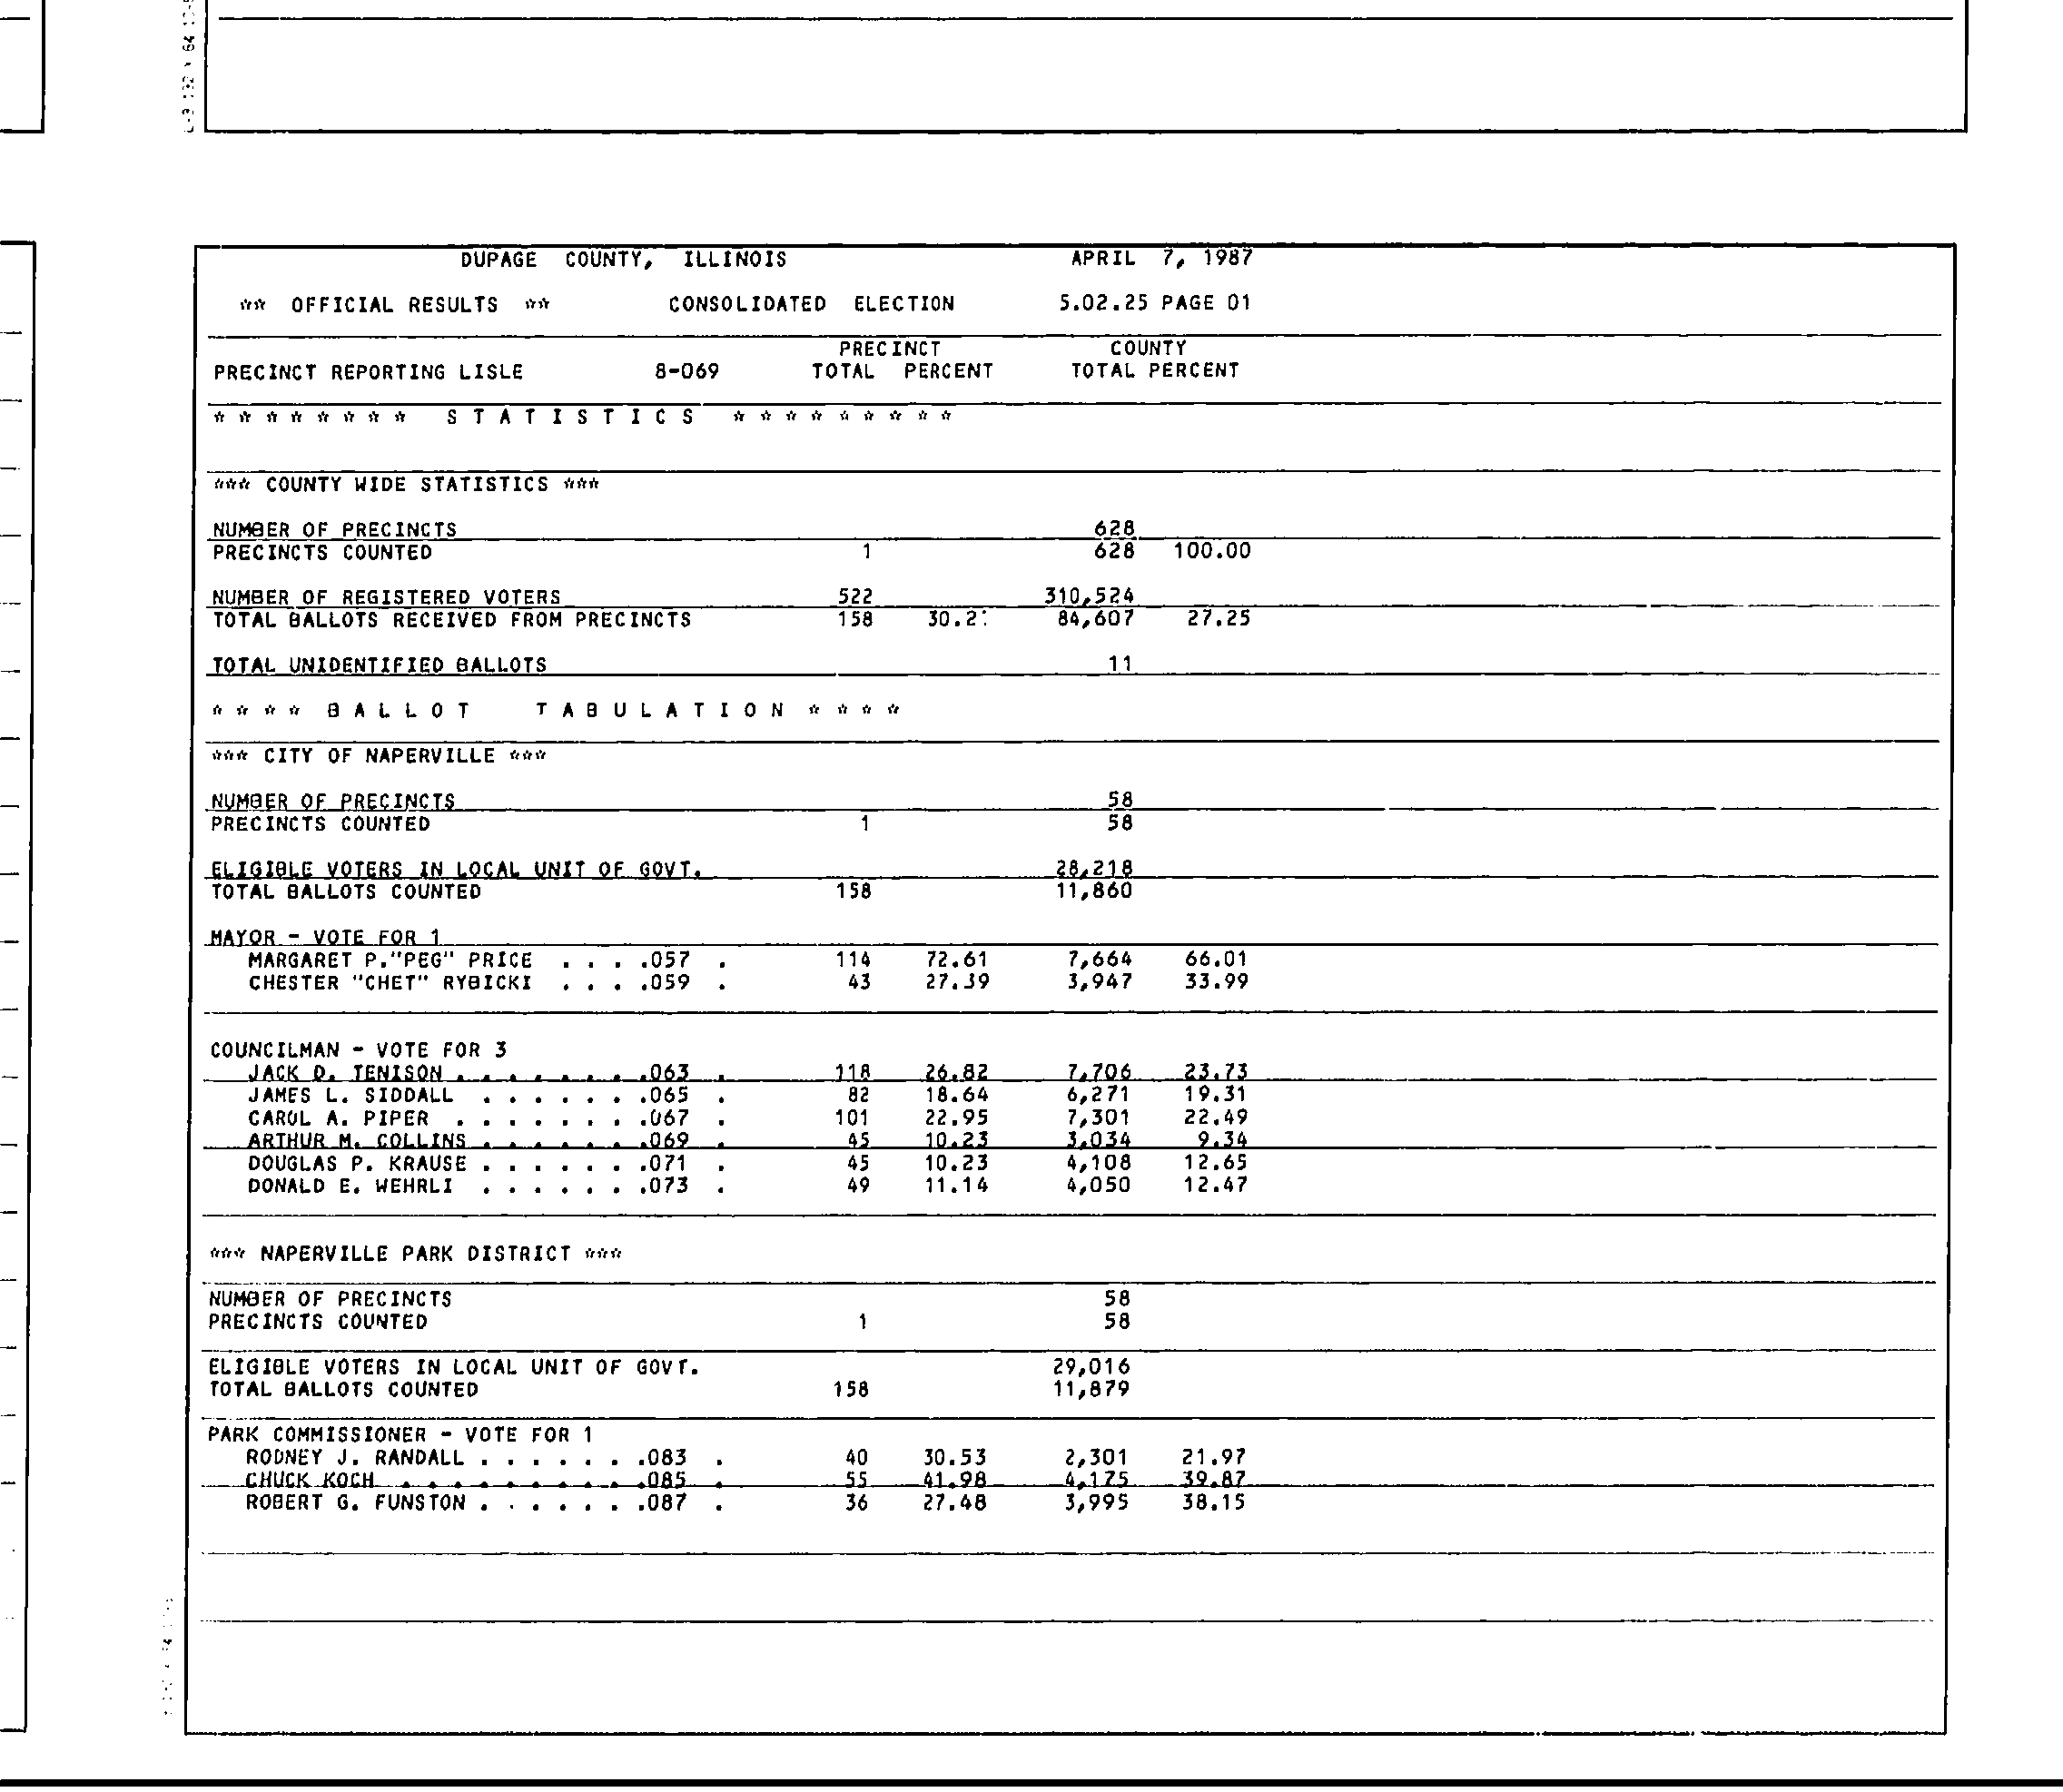 DUPAGE COUNTY, ILLINOIS APRIL 7, 1987
** OFFICIAL RESULTS ** CONSOLIDATED ELECTION 5.02.25 PAGE 01
PRECINCT COUNTY
PRECINCT REPORTING LISLE 8-069 TOTAL PERCENT TOTAL PERCENT
* * * * * * * * S T A T I S T I C S * * * * * * * * *
*** COUNTY WIDE STATISTICS ***
NUMBER OF PRECINCTS 628
PRECINCTS COUNTED 1 628 100.00
NUMBER OF REGISTERED VOTERS 522 310,524
TOTAL BALLOTS RECEIVED FROM PRECINCTS 158 84,607 27.25
TOTAL UNIDENTIFIED BALLOTS 11
* * * * B A L L O T T A B U L A T I O N * * * *
*** CITY OF NAPERVILLE ***
NUMBER OF PRECINCTS 58
PRECINCTS COUNTED 1 58
ELIGIBLE VOTERS IN LOCAL UNIT OF GOVT. 28,218
TOTAL BALLOTS COUNTED 158 11,860
MAYOR - VOTE FOR 1
MARGARET P."PEG" PRICE . . . .057 . 114 72.61 7,664 66.01
CHESTER "CHET" RYBICKI . . . .059 . 43 27.39 3,947 33.99
COUNCILMAN - VOTE FOR 3
JACK D. TENISON . . . . . . . .063 . 118 26.82 7,706 23.73
JAMES L. SIDDALL . . . . . . .065 . 82 18.64 6,271 19.31
CAROL A. PIPER . . . . . . . .067 . 101 22.95 7,301 22.49
ARTHUR M. COLLINS . . . . . . .069 . 45 10.23 3,034 9.34
DOUGLAS P. KRAUSE . . . . . . .071 . 45 10.23 4,108 12.65
DONALD E. WEHRLI . . . . . . .073 . 49 11.14 4,050 12.47
*** NAPERVILLE PARK DISTRICT ***
NUMBER OF PRECINCTS 58
PRECINCTS COUNTED 1 58
ELIGIBLE VOTERS IN LOCAL UNIT OF GOVT. 29,016
TOTAL BALLOTS COUNTED 158 11,879
PARK COMMISSIONER - VOTE FOR 1
RODNEY J. RANDALL . . . . . . .083 . 40 30.53 2,301 21.97
CHUCK KOCH . . . . . . . . . .085 . 55 41.98 4,175 39.87
ROBERT G. FUNSTON . . . . . . .087 . 36 27.48 3,995 38.15